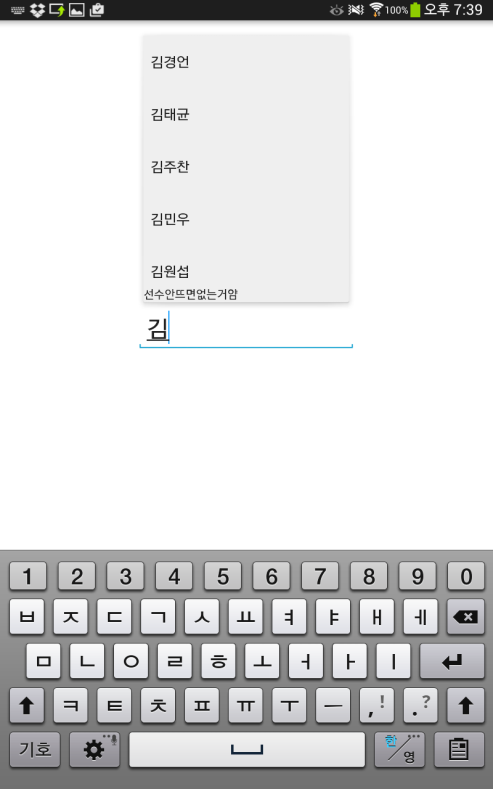 100% 오후 7:39
김경언
김태균
김주찬
김민우
김원섭
선수안뜨면없는거얌
김
1 2 3 4 5 6 7 8 9 0
ㅂ ㅈ ㄷ ㄱ ㅅ ㅛ ㅕ ㅑ ㅐ ㅔ
ㅁ ㄴ ㅇ ㄹ ㅎ ㅗ ㅓ ㅏ ㅣ
ㅋ ㅌ ㅊ ㅍ ㅠ ㅜ ㅡ , ! . ?
기호 한/영